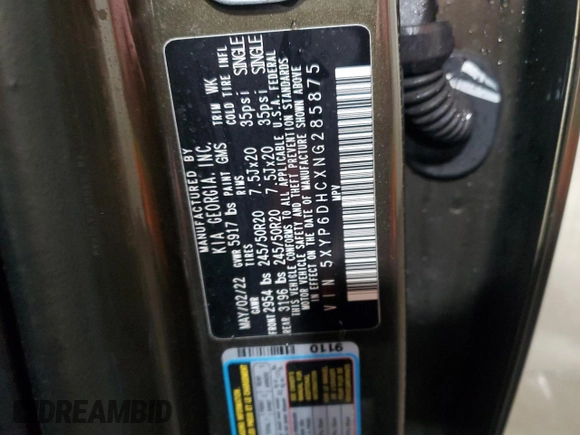 MANUFACTURED BY
KIA GEORGIA, INC.
MAY/02/22 GVWR 5917 lbs PAINT GMS TRIM WK
GAWR TIRES RIMS COLD TIRE INFL
FRONT 2954 lbs 245/50R20 7.5Jx20 35psi SINGLE
REAR 3196 lbs 245/50R20 7.5Jx20 35psi SINGLE
THIS VEHICLE CONFORMS TO ALL APPLICABLE U.S.A. FEDERAL
MOTOR VEHICLE SAFETY AND THEFT PREVENTION STANDARDS
IN EFFECT ON THE DATE OF MANUFACTURE SHOWN ABOVE
VIN 5XYP6DHCXNG285875
MPV
9110
DREAMBID